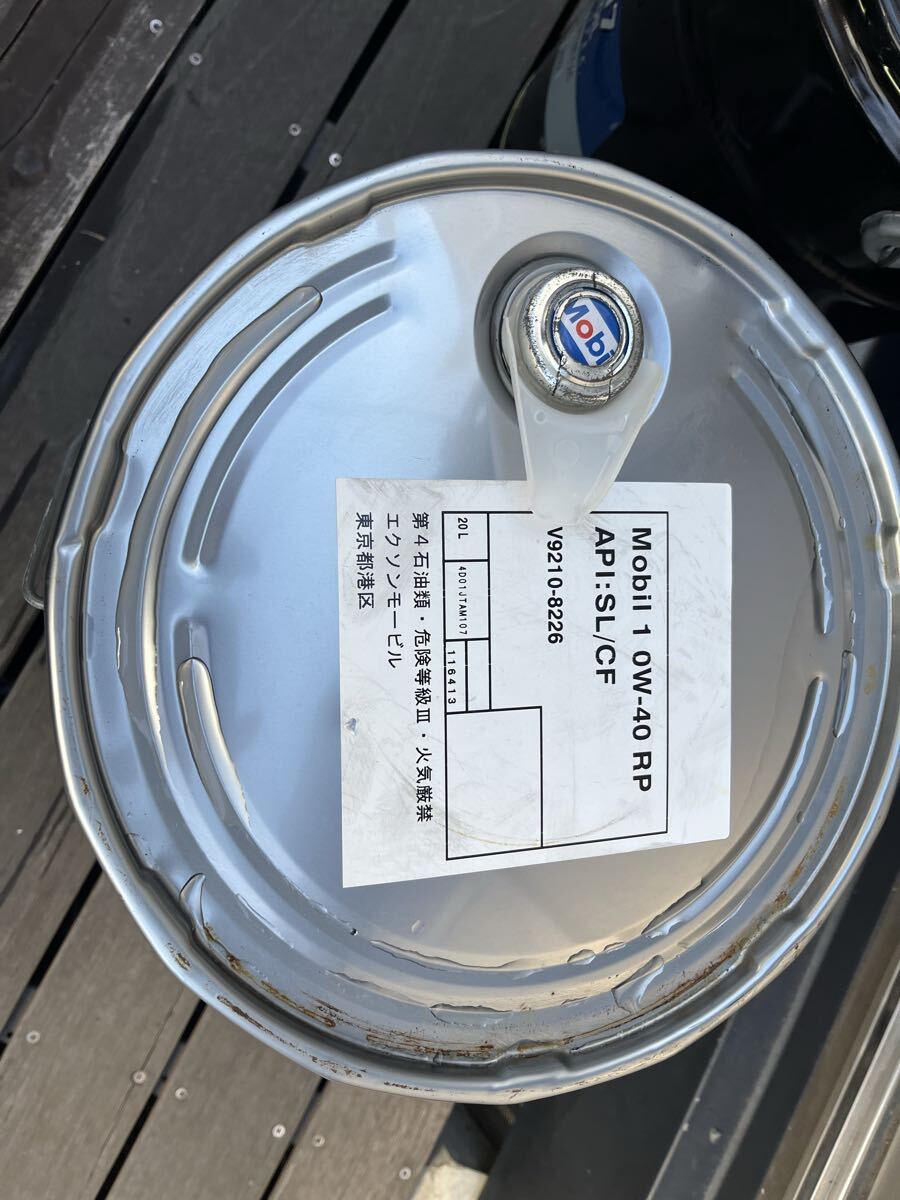 Mobil
Mobil 1 0W-40 RP
API:SL/CF
V9210-8226
20L
4D01JTAM107
116413
第4石油類・危険等級Ⅲ・火気厳禁
エクソンモービル
東京都港区